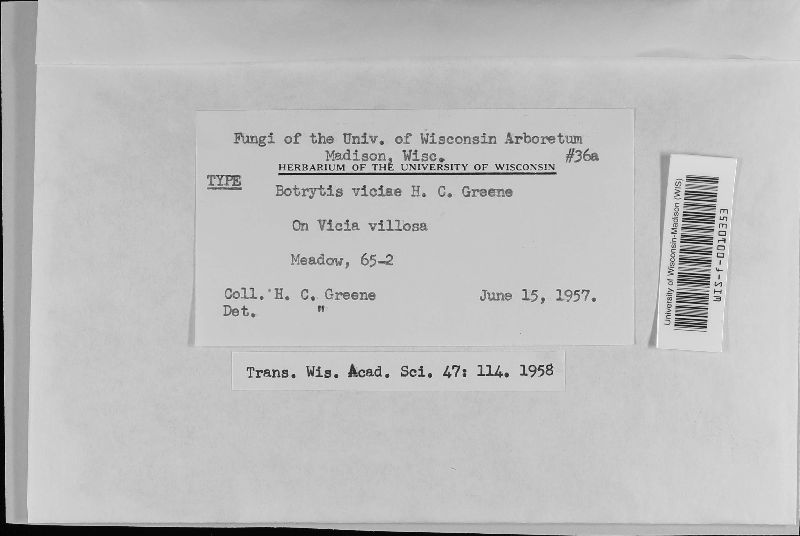 Fungi of the Univ. of Wisconsin Arboretum
Madison, Wisc. #36a
HERBARIUM OF THE UNIVERSITY OF WISCONSIN
TYPE
Botrytis viciae H. C. Greene
On Vicia villosa
Meadow, 65-2
Coll. H. C. Greene June 15, 1957.
Det. "
Trans. Wis. Acad. Sci. 47: 114. 1958
University of Wisconsin-Madison (WIS)
WIS-F-0010353